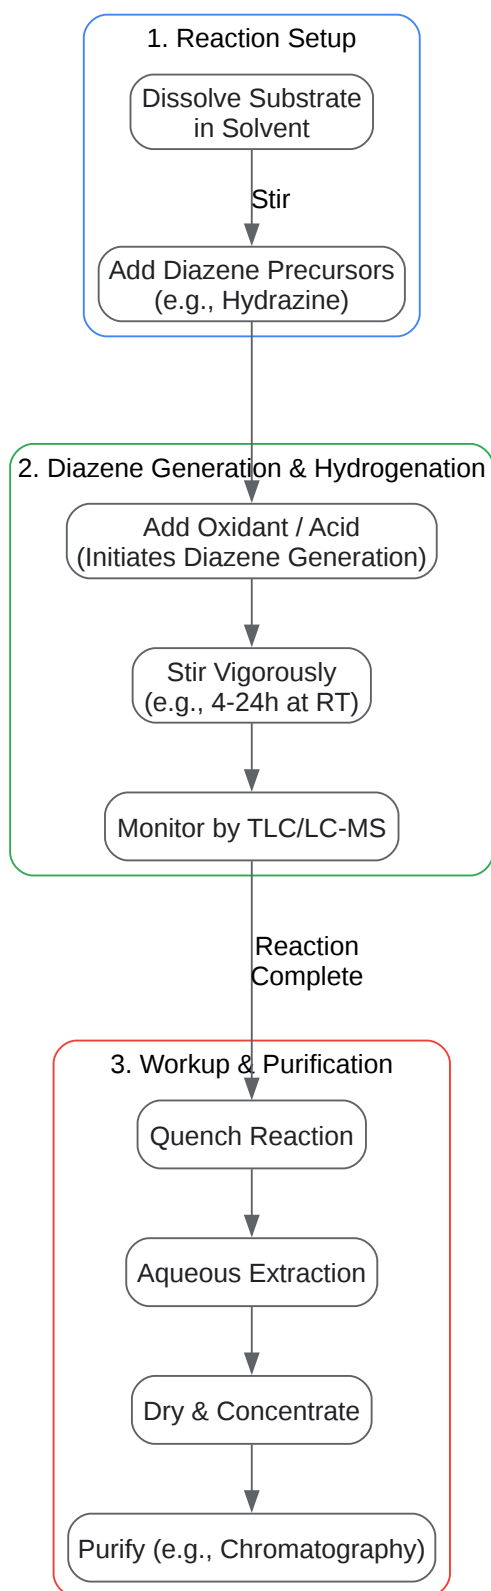 1. Reaction Setup
Dissolve Substrate
in Solvent
Stir
Add Diazene Precursors
(e.g., Hydrazine)
2. Diazene Generation & Hydrogenation
Add Oxidant / Acid
(Initiates Diazene Generation)
Stir Vigorously
(e.g., 4-24h at RT)
Monitor by TLC/LC-MS
Reaction
Complete
3. Workup & Purification
Quench Reaction
Aqueous Extraction
Dry & Concentrate
Purify (e.g., Chromatography)